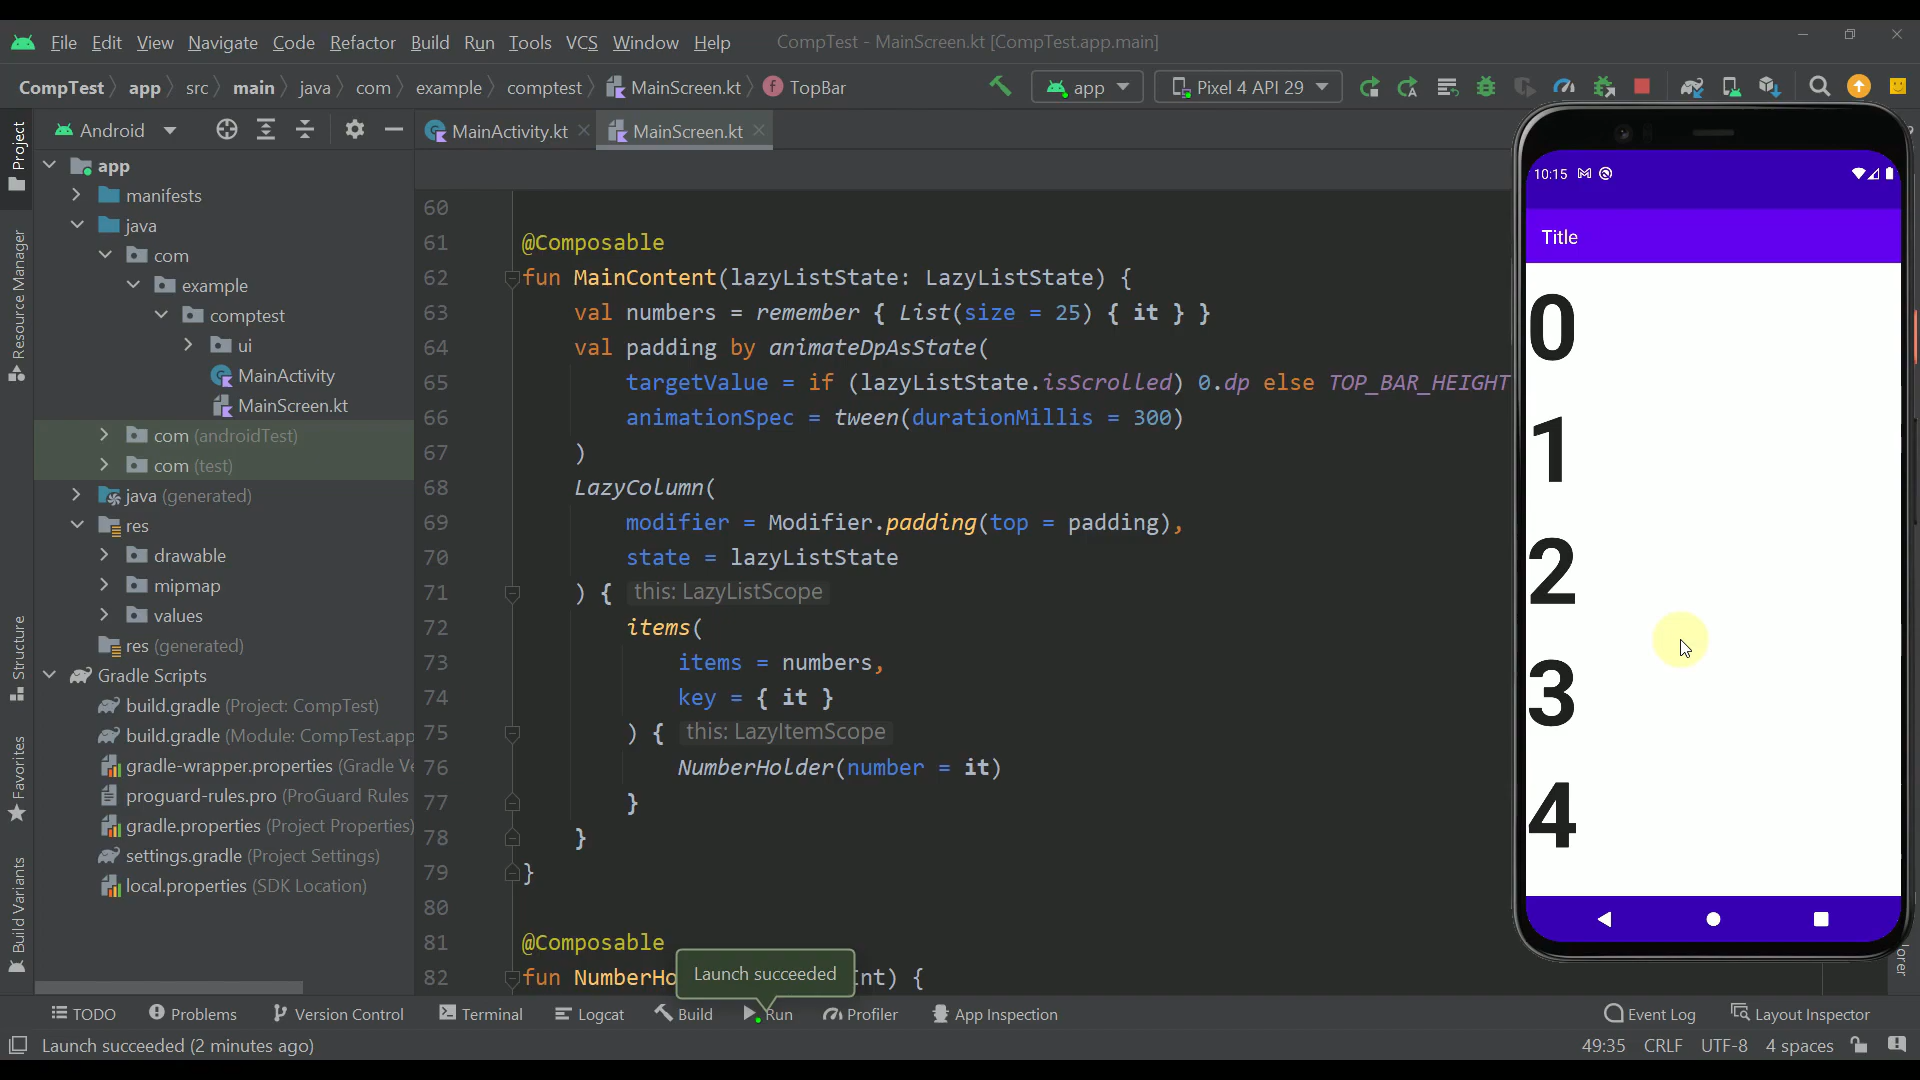 File Edit View Navigate Code Refactor Build Run Tools VCS Window Help CompTest - MainScreen.kt [CompTest.app.main]
CompTest app src main java com example comptest MainScreen.kt TopBar app Pixel 4 API 29
Android
MainActivity.kt MainScreen.kt
Project
Resource Manager
Structure
Favorites
Build Variants
app
manifests
java
com
example
comptest
ui
MainActivity
MainScreen.kt
com (androidTest)
com (test)
java (generated)
res
drawable
mipmap
values
res (generated)
Gradle Scripts
build.gradle (Project: CompTest)
build.gradle (Module: CompTest.app
gradle-wrapper.properties (Gradle Ve
proguard-rules.pro (ProGuard Rules
gradle.properties (Project Properties)
settings.gradle (Project Settings)
local.properties (SDK Location)
60
61 @Composable
62 fun MainContent(lazyListState: LazyListState) {
63 val numbers = remember { List(size = 25) { it } }
64 val padding by animateDpAsState(
65 targetValue = if (lazyListState.isScrolled) 0.dp else TOP_BAR_HEIGHT
66 animationSpec = tween(durationMillis = 300)
67 )
68 LazyColumn(
69 modifier = Modifier.padding(top = padding),
70 state = lazyListState
71 ) { this: LazyListScope
72 items(
73 items = numbers,
74 key = { it }
75 ) { this: LazyItemScope
76 NumberHolder(number = it)
77 }
78 }
79 }
80
81 @Composable
82 fun NumberHo nt) {
Launch succeeded
10:15
Title
0
1
2
3
4
orer
TODO Problems Version Control Terminal Logcat Build Run Profiler App Inspection Event Log Layout Inspector
Launch succeeded (2 minutes ago) 49:35 CRLF UTF-8 4 spaces